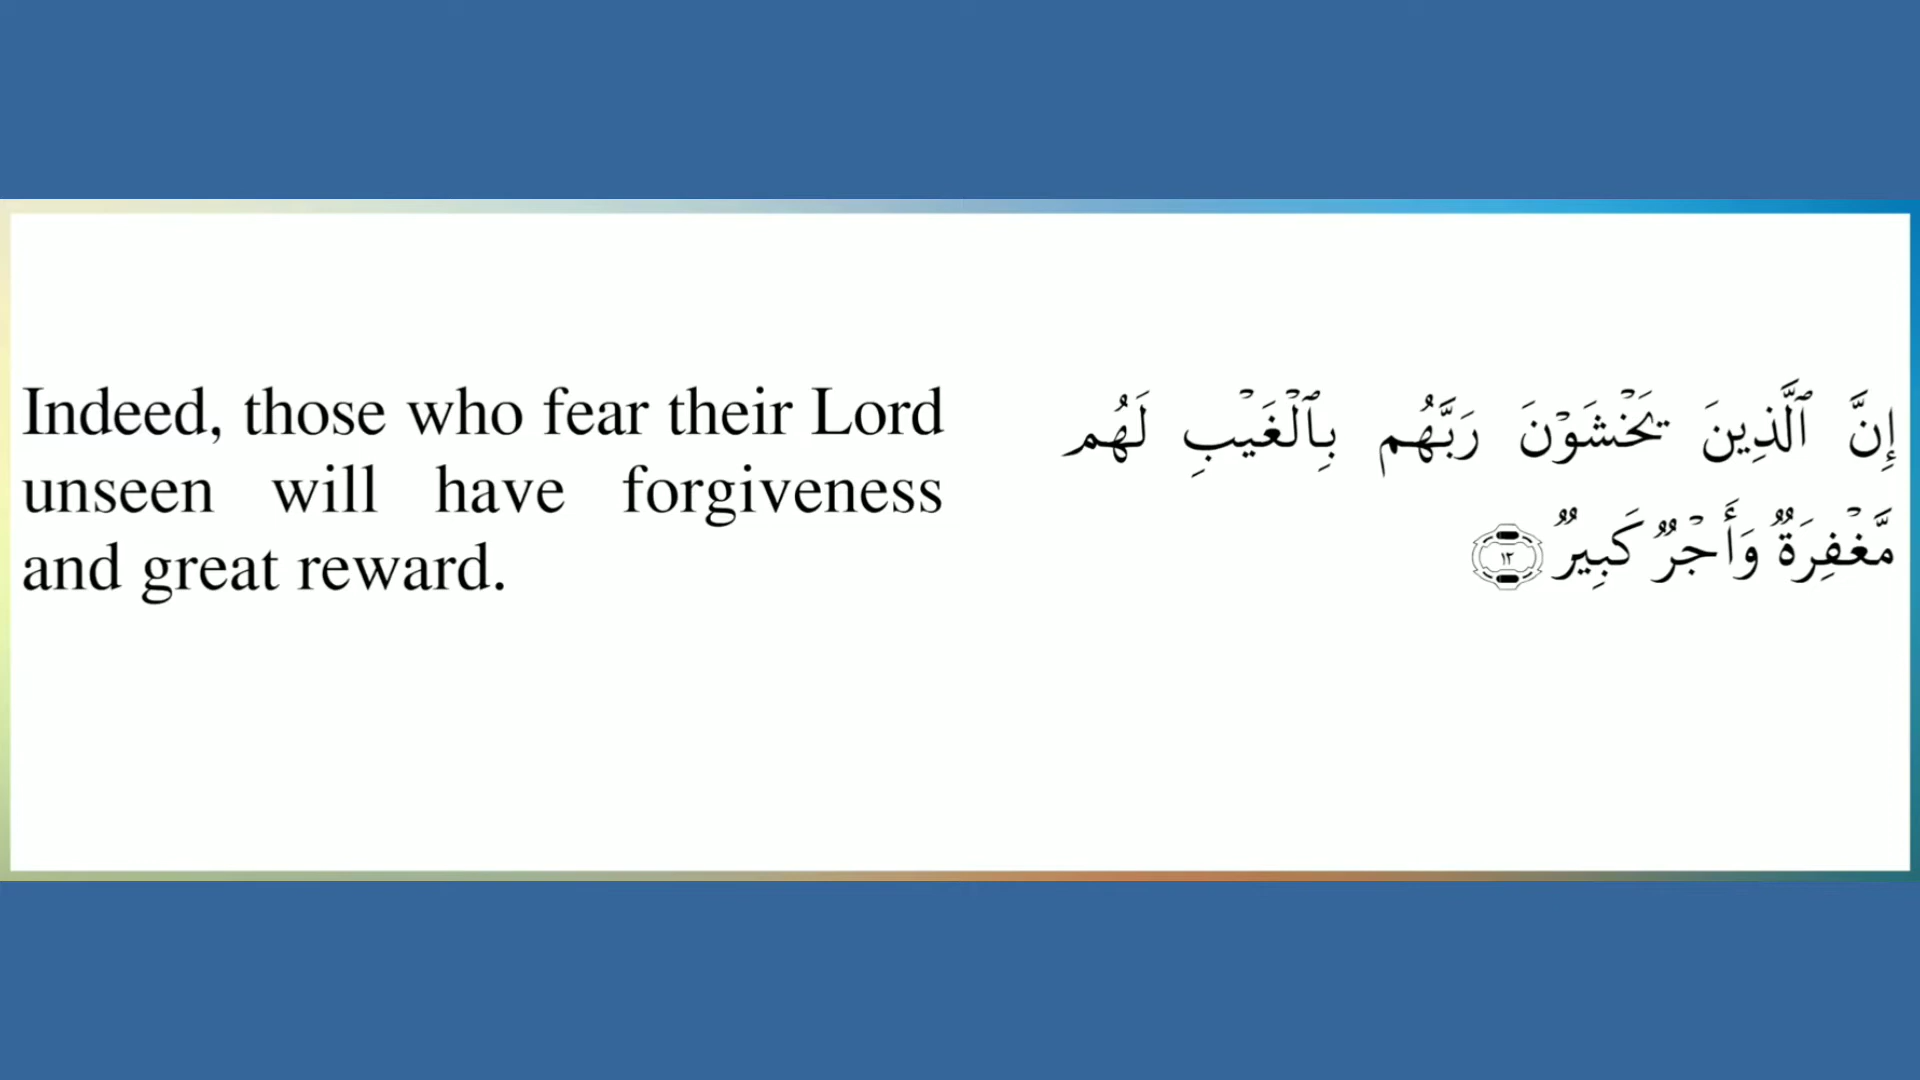 Indeed, those who fear their Lord
unseen will have forgiveness
and great reward.
إِنَّ ٱلَّذِينَ يَخْشَوْنَ رَبَّهُم بِٱلْغَيْبِ لَهُم
مَّغْفِرَةٌ وَأَجْرٌ كَبِيرٌ ١٢